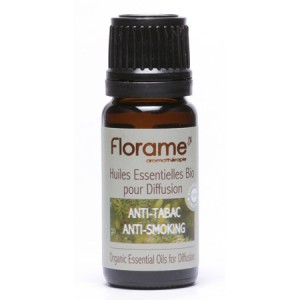 Florame
aromathérapie
Huiles Essentielles Bio
pour Diffusion
ANTI-TABAC
ANTI-SMOKING
Organic Essential Oils for Diffusion